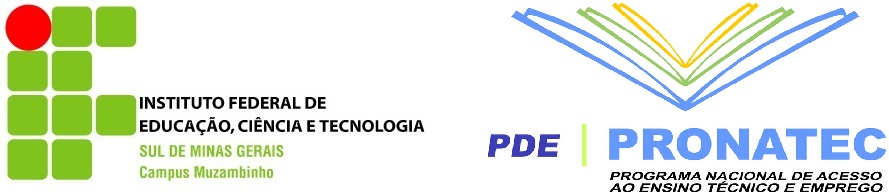 INSTITUTO FEDERAL DE
EDUCAÇÃO, CIÊNCIA E TECNOLOGIA
SUL DE MINAS GERAIS
Campus Muzambinho
PDE | PRONATEC
PROGRAMA NACIONAL DE ACESSO
AO ENSINO TÉCNICO E EMPREGO